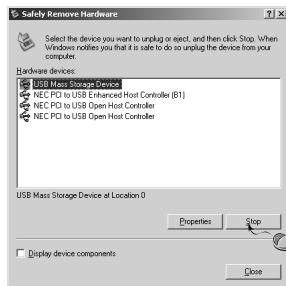 Safely Remove Hardware
Select the device you want to unplug or eject, and then click Stop. When
Windows notifies you that it is safe to do so unplug the device from your
computer.
Hardware devices:
USB Mass Storage Device
NEC PCI to USB Enhanced Host Controller (B1)
NEC PCI to USB Open Host Controller
NEC PCI to USB Open Host Controller
USB Mass Storage Device at Location 0
Properties
Stop
Display device components
Close